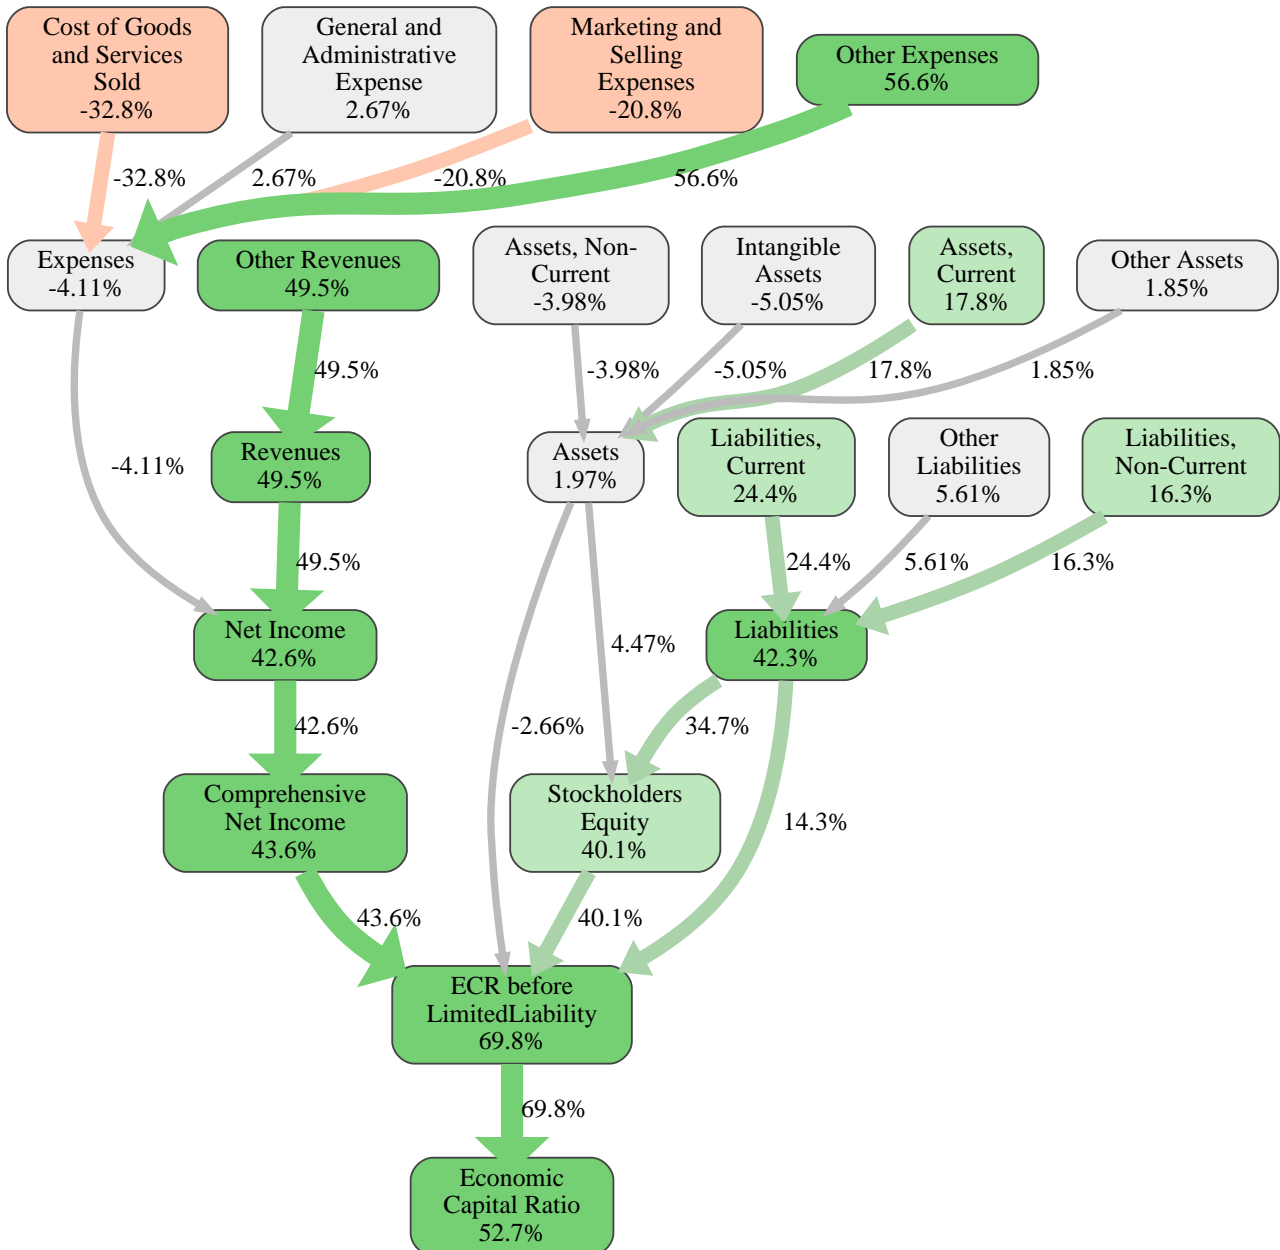 Cost of Goods
and Services
Sold
-32.8%
General and
Administrative
Expense
2.67%
Marketing and
Selling
Expenses
-20.8%
Other Expenses
56.6%
-32.8%
2.67%
-20.8%
56.6%
Expenses
-4.11%
Other Revenues
49.5%
Assets, Non-
Current
-3.98%
Intangible
Assets
-5.05%
Assets,
Current
17.8%
Other Assets
1.85%
49.5%
-3.98%
-5.05%
17.8%
1.85%
-4.11%
Revenues
49.5%
Assets
1.97%
Liabilities,
Current
24.4%
Other
Liabilities
5.61%
Liabilities,
Non-Current
16.3%
49.5%
24.4%
5.61%
16.3%
Net Income
42.6%
4.47%
Liabilities
42.3%
42.6%
-2.66%
34.7%
Comprehensive
Net Income
43.6%
Stockholders
Equity
40.1%
14.3%
43.6%
40.1%
ECR before
LimitedLiability
69.8%
69.8%
Economic
Capital Ratio
52.7%